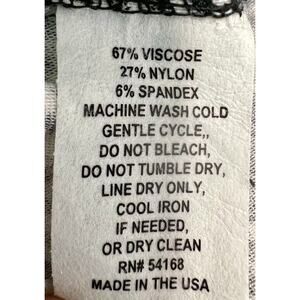 67% VISCOSE
27% NYLON
6% SPANDEX
MACHINE WASH COLD
GENTLE CYCLE,,
DO NOT BLEACH,
DO NOT TUMBLE DRY,
LINE DRY ONLY,
COOL IRON
IF NEEDED,
OR DRY CLEAN
RN# 54168
MADE IN THE USA